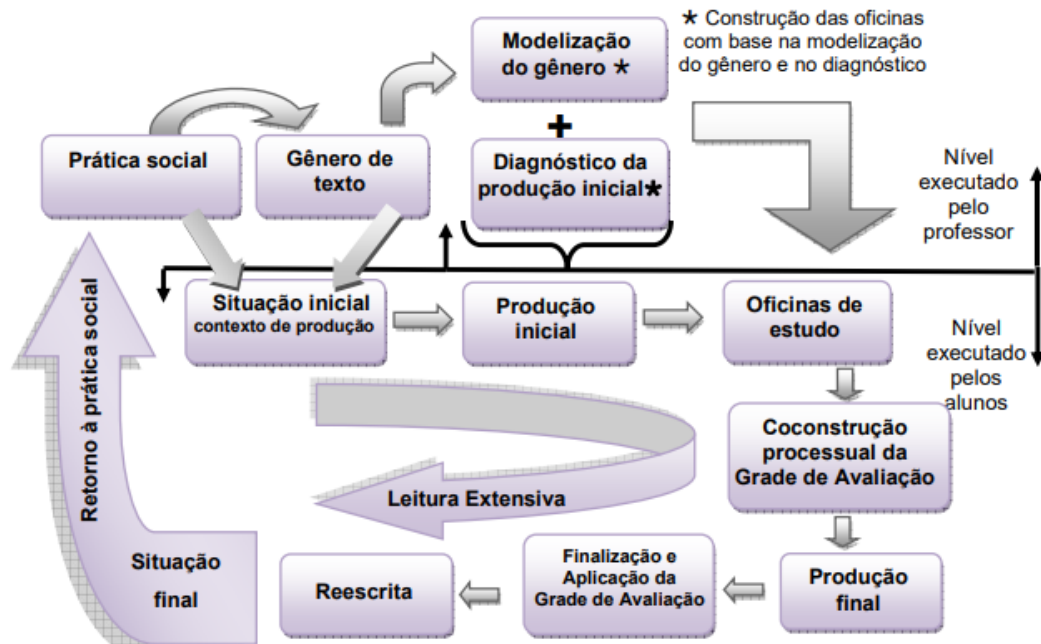 Modelização
do gênero *
* Construção das oficinas
com base na modelização
do gênero e no diagnóstico
Prática social
Gênero de
texto
+
Diagnóstico da
produção inicial*
Nível
executado
pelo
professor
Situação inicial
contexto de produção
Produção
inicial
Oficinas de
estudo
Nível
executado
pelos
alunos
Coconstrução
processual da
Grade de Avaliação
Leitura Extensiva
Produção
final
Finalização e
Aplicação da
Grade de Avaliação
Reescrita
Situação
final
Retorno à prática social